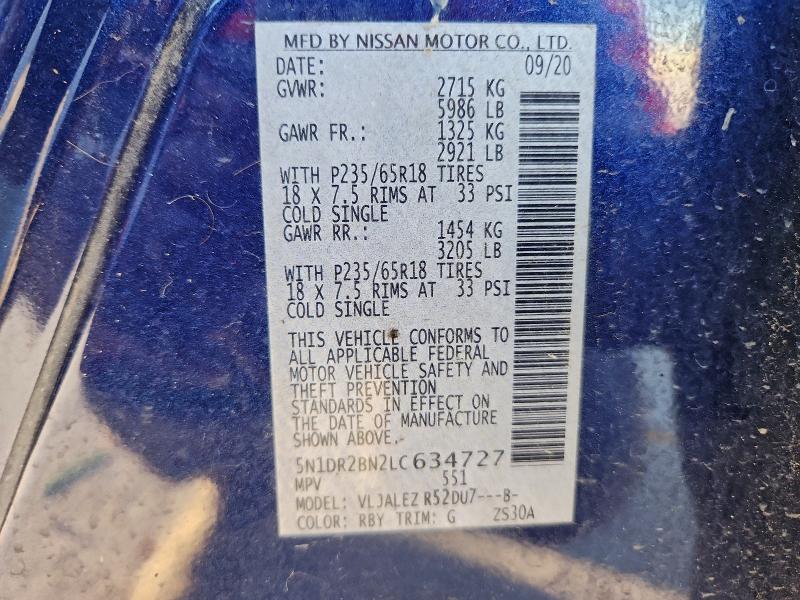 MFD BY NISSAN MOTOR CO., LTD.
DATE: 09/20
GVWR: 2715 KG
5986 LB
GAWR FR.: 1325 KG
2921 LB
WITH P235/65R18 TIRES
18 X 7.5 RIMS AT 33 PSI
COLD SINGLE
GAWR RR.: 1454 KG
3205 LB
WITH P235/65R18 TIRES
18 X 7.5 RIMS AT 33 PSI
COLD SINGLE
THIS VEHICLE CONFORMS TO
ALL APPLICABLE FEDERAL
MOTOR VEHICLE SAFETY AND
THEFT PREVENTION
STANDARDS IN EFFECT ON
THE DATE OF MANUFACTURE
SHOWN ABOVE.
5N1DR2BN2LC634727
MPV 551
MODEL: VLJALEZ R52DU7---B-
COLOR: RBY TRIM: G ZS30A